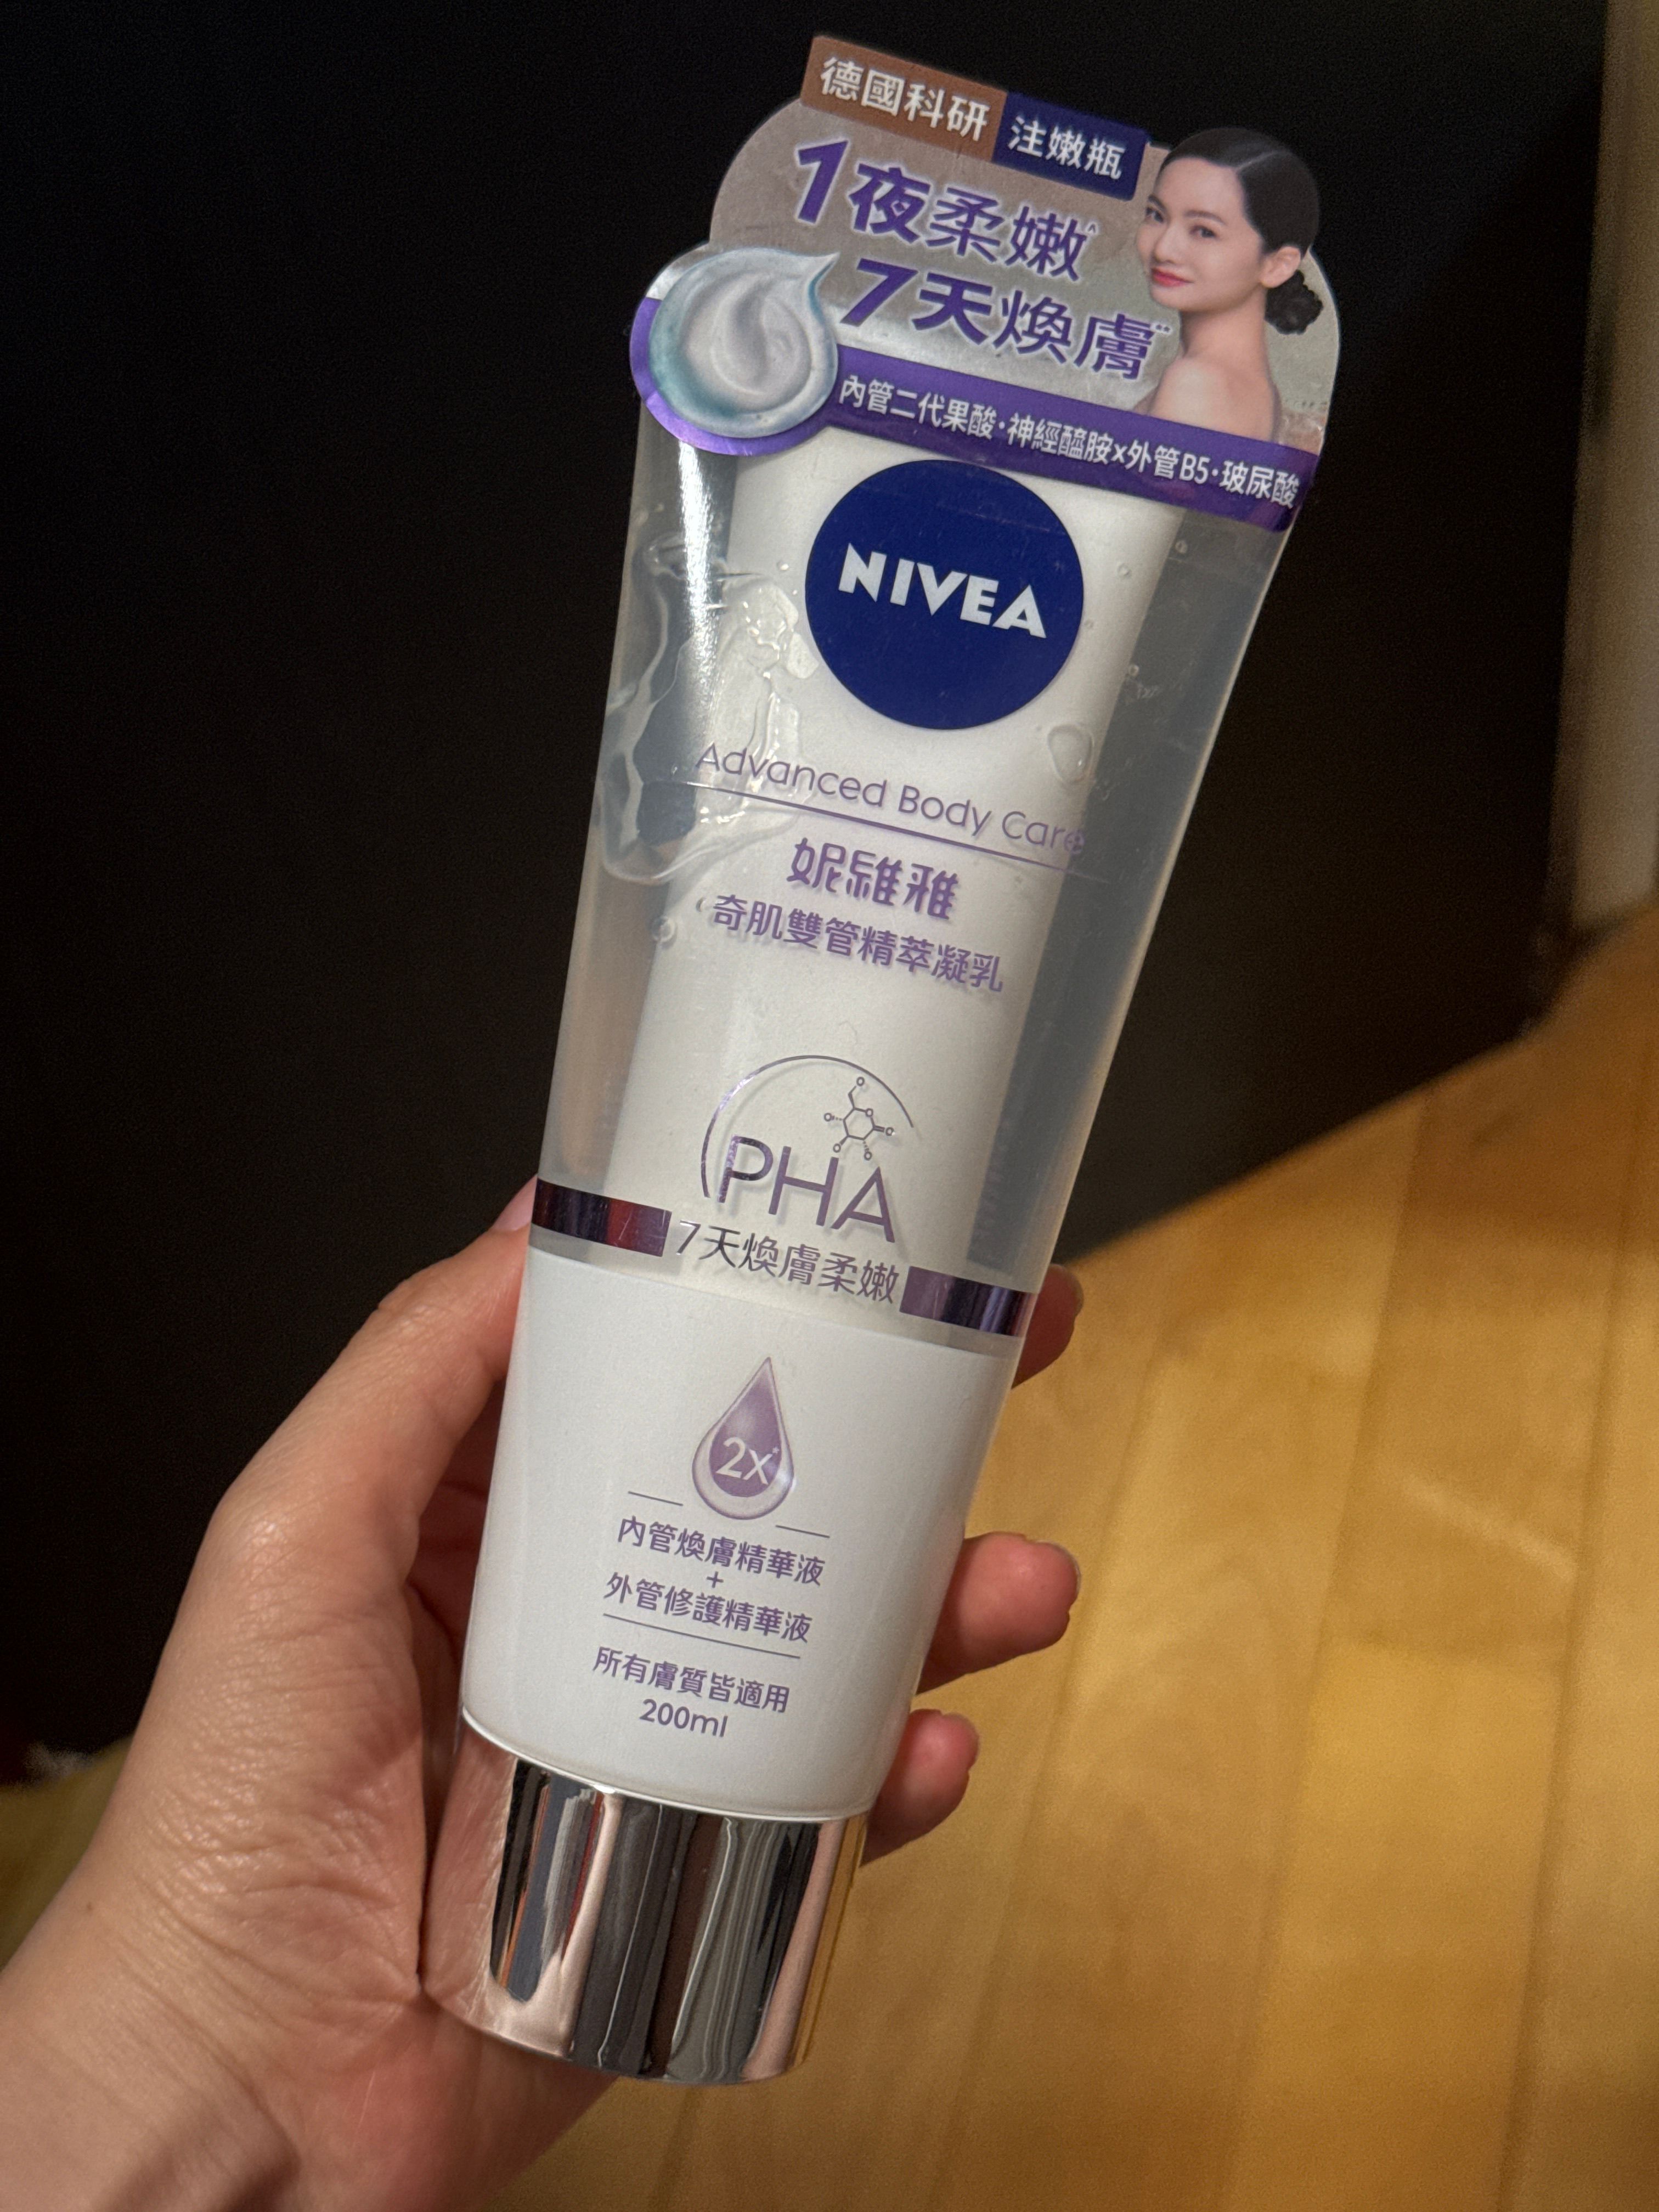 德國科研 注嫩瓶
1夜柔嫩^
7天煥膚**
內管二代果酸·神經醯胺x外管B5·玻尿酸
NIVEA
Advanced Body Care
妮維雅
奇肌雙管精萃凝乳
PHA
7天煥膚柔嫩
2x*
內管煥膚精華液
+
外管修護精華液
所有膚質皆適用
200ml